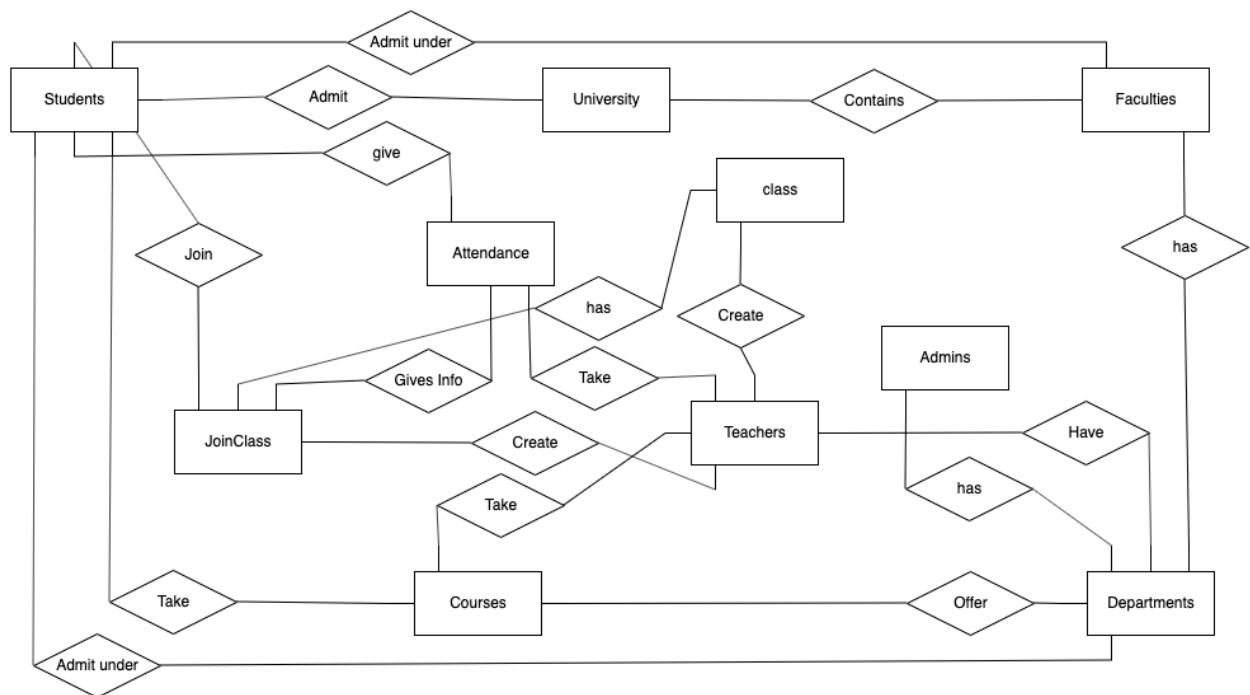 Admit under
Students
Admit
University
Contains
Faculties
give
class
Join
Attendance
has
has
Create
Admins
Gives Info
Take
JoinClass
Create
Teachers
Have
Take
has
Take
Courses
Offer
Departments
Admit under